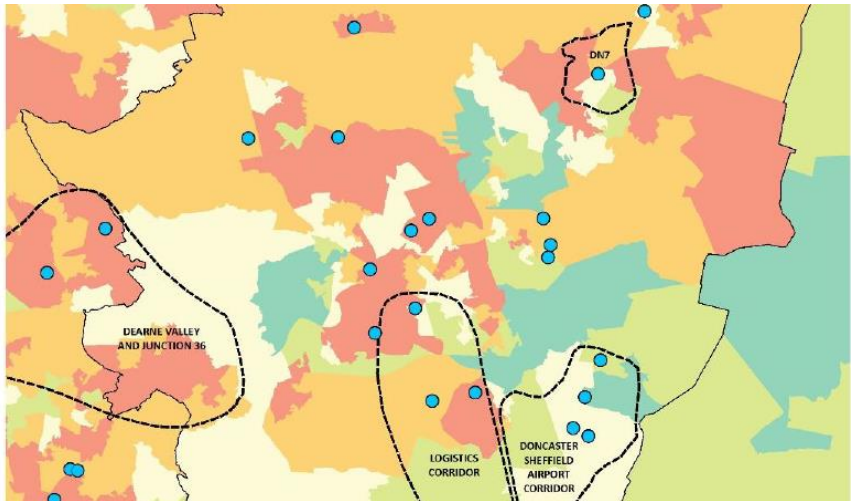 DN7
DEARNE VALLEY
AND JUNCTION 36
LOGISTICS
CORRIDOR
DONCASTER
SHEFFIELD
AIRPORT
CORRIDOR